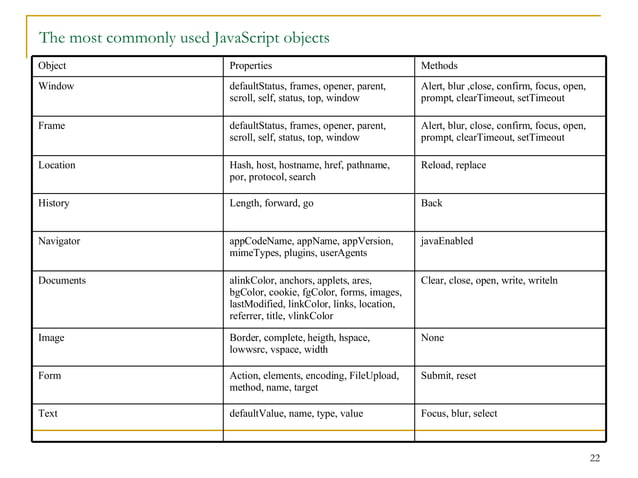 The most commonly used JavaScript objects
Object Properties Methods
Window defaultStatus, frames, opener, parent, Alert, blur ,close, confirm, focus, open,
scroll, self, status, top, window prompt, clearTimeout, setTimeout
Frame defaultStatus, frames, opener, parent, Alert, blur, close, confirm, focus, open,
scroll, self, status, top, window prompt, clearTimeout, setTimeout
Location Hash, host, hostname, href, pathname, Reload, replace
por, protocol, search
History Length, forward, go Back
Navigator appCodeName, appName, appVersion, javaEnabled
mimeTypes, plugins, userAgents
Documents alinkColor, anchors, applets, ares, Clear, close, open, write, writeln
bgColor, cookie, fgColor, forms, images,
lastModified, linkColor, links, location,
referrer, title, vlinkColor
Image Border, complete, heigth, hspace, None
lowwsrc, vspace, width
Form Action, elements, encoding, FileUpload, Submit, reset
method, name, target
Text defaultValue, name, type, value Focus, blur, select
22